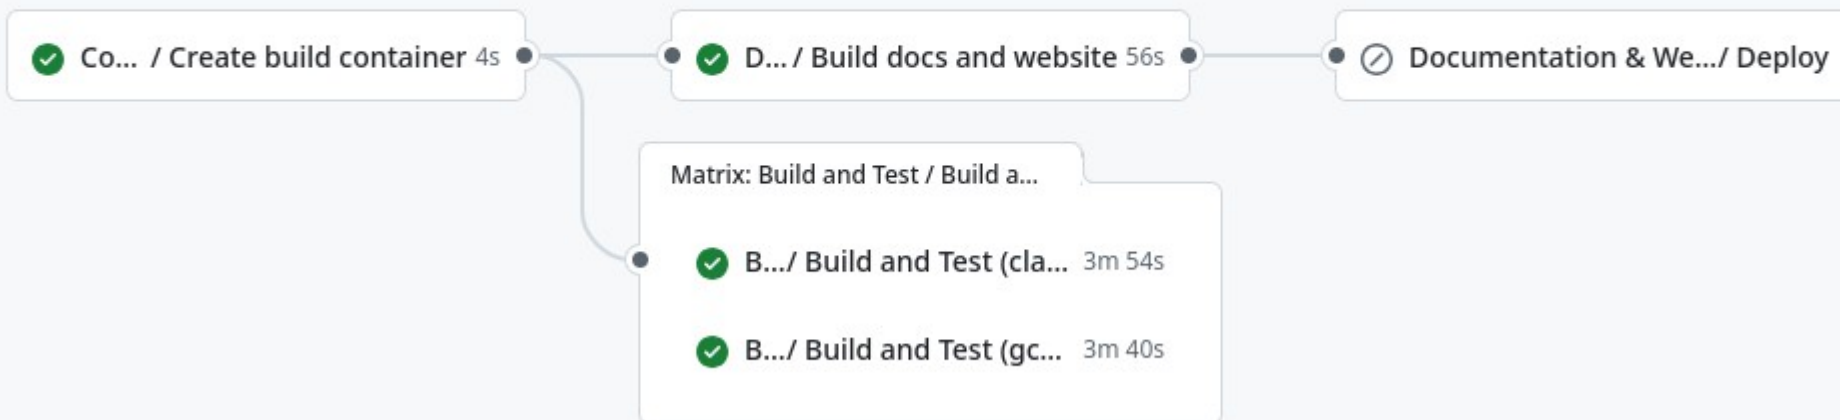 Co... / Create build container 4s
D... / Build docs and website 56s
Documentation & We.../ Deploy
Matrix: Build and Test / Build a...
B.../ Build and Test (cla... 3m 54s
B.../ Build and Test (gc... 3m 40s